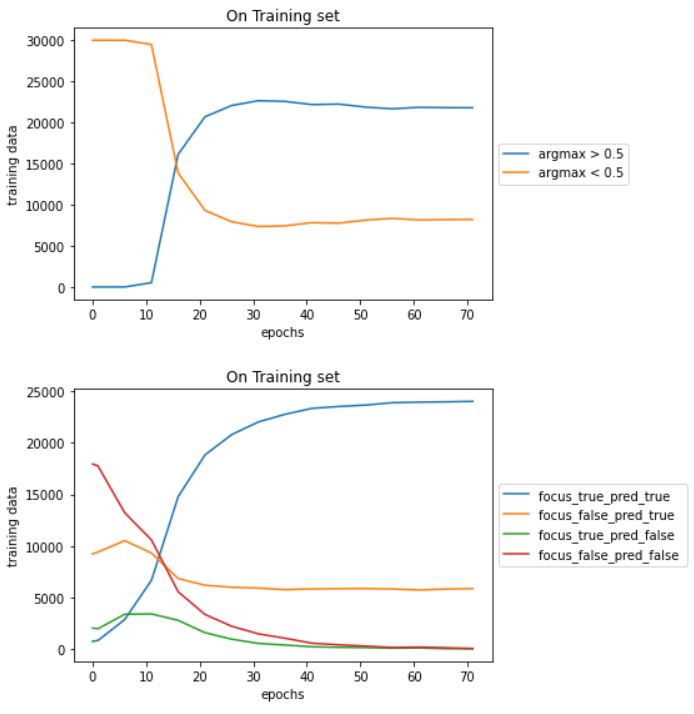 On Training set
30000
25000
20000
15000
10000
5000
0
training data
0 10 20 30 40 50 60 70
epochs
argmax > 0.5
argmax < 0.5
On Training set
25000
20000
15000
10000
5000
0
training data
0 10 20 30 40 50 60 70
epochs
focus_true_pred_true
focus_false_pred_true
focus_true_pred_false
focus_false_pred_false